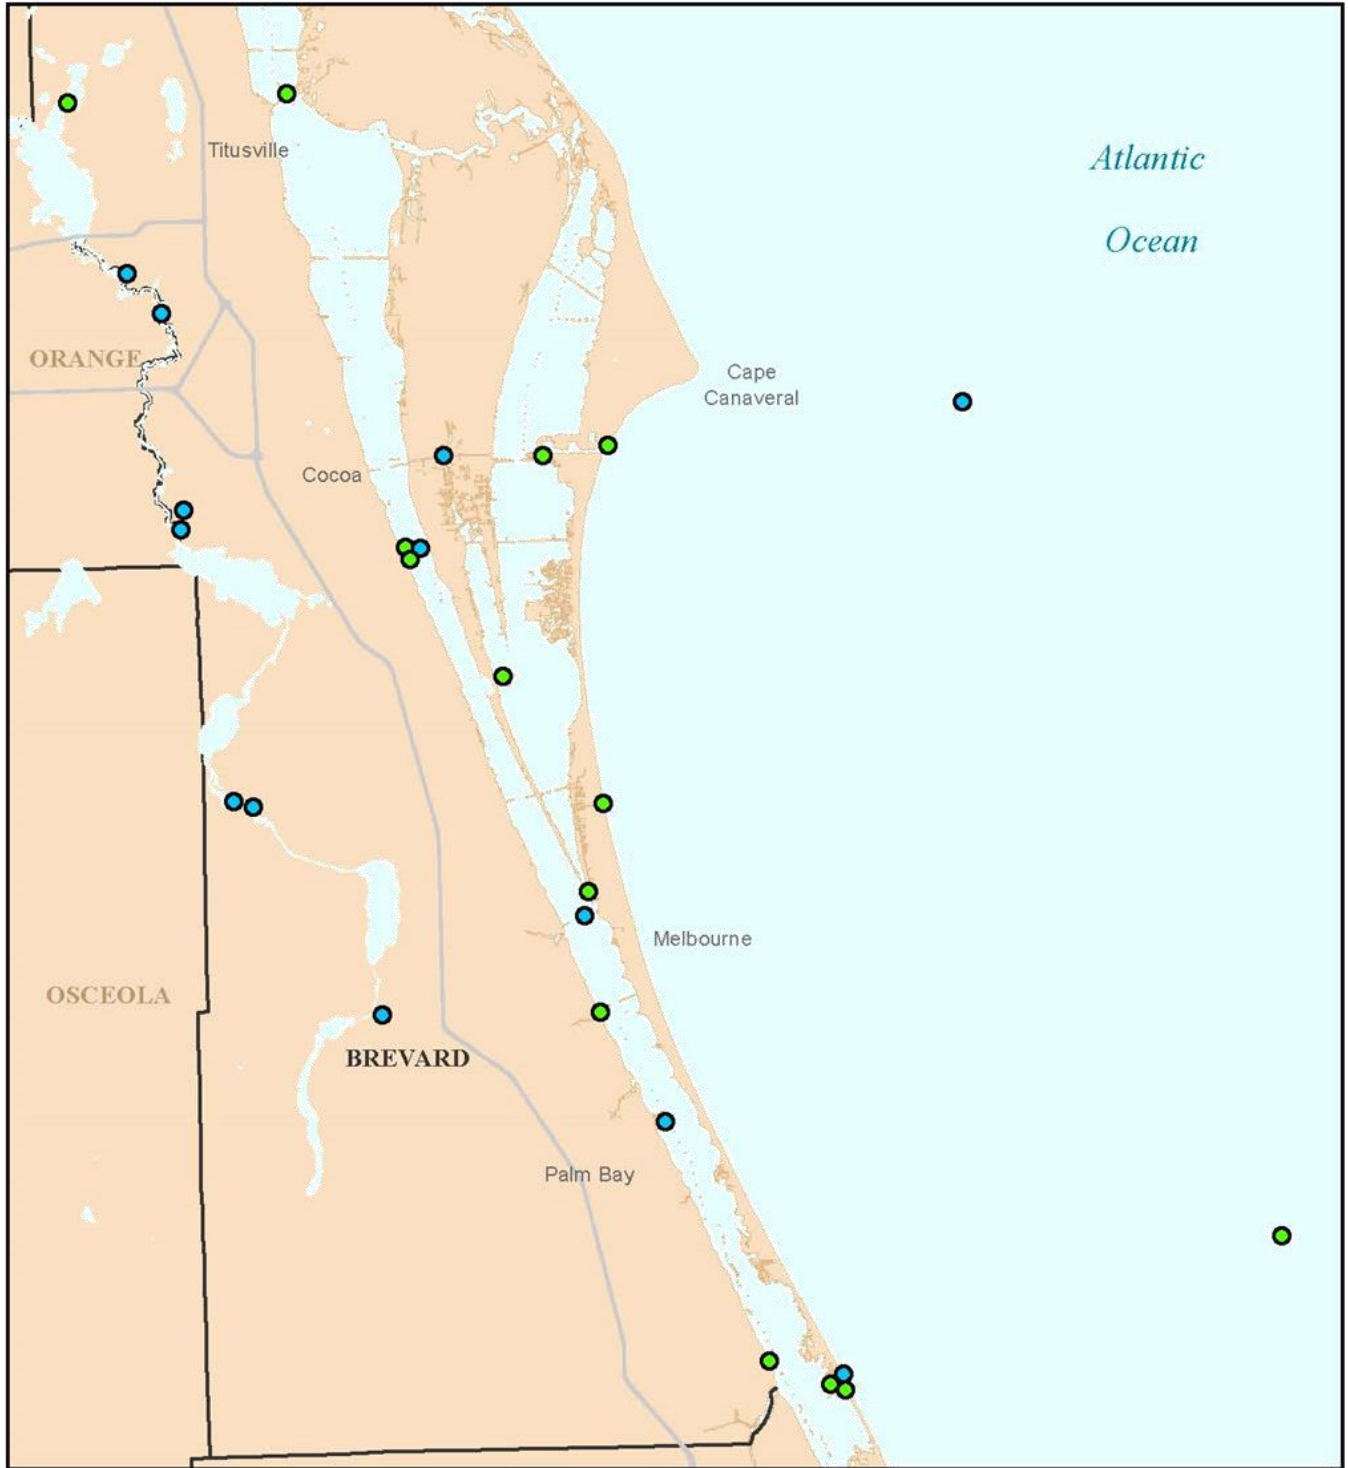 Atlantic
Ocean
Titusville
ORANGE
Cape
Canaveral
Cocoa
Melbourne
OSCEOLA
BREVARD
Palm Bay